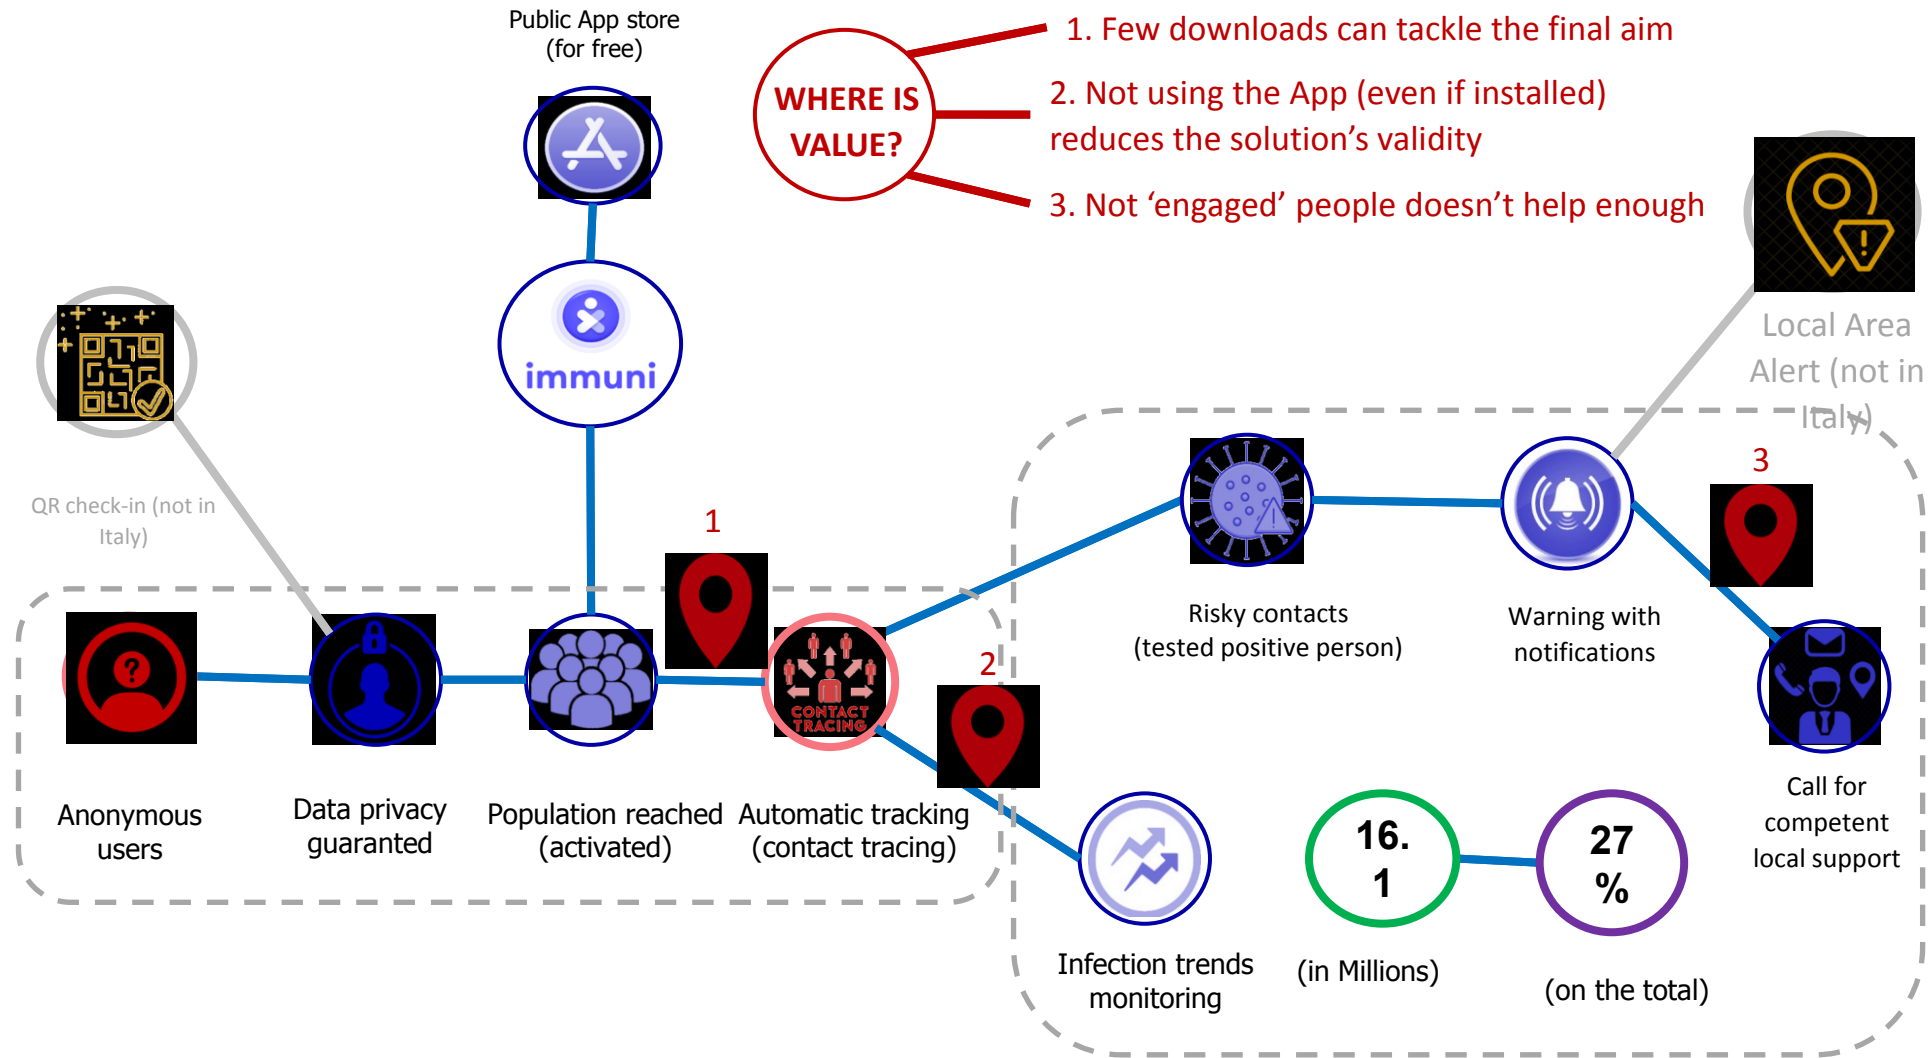 Public App store
(for free)
WHERE IS
VALUE?
1. Few downloads can tackle the final aim
2. Not using the App (even if installed)
reduces the solution’s validity
3. Not ‘engaged’ people doesn’t help enough
immuni
Local Area
Alert (not in
Italy)
QR check-in (not in
Italy)
1
2
3
?
CONTACT
TRACING
Risky contacts
(tested positive person)
Warning with
notifications
Call for
competent
local support
Anonymous
users
Data privacy
guaranted
Population reached
(activated)
Automatic tracking
(contact tracing)
Infection trends
monitoring
16.
1
(in Millions)
27
%
(on the total)